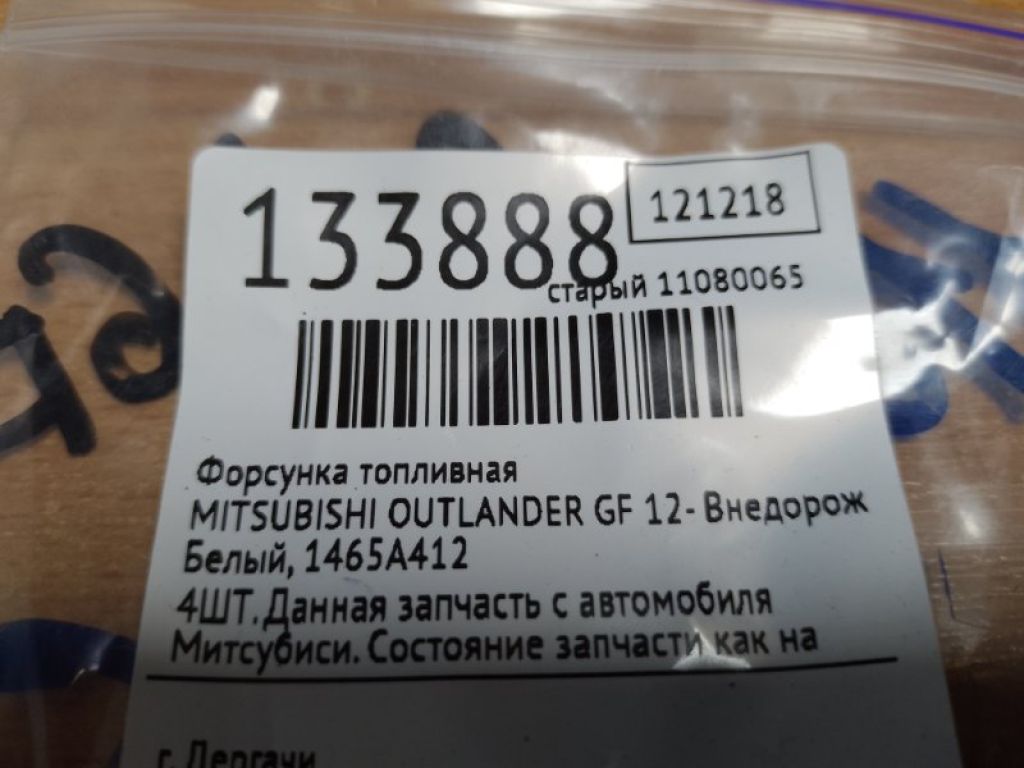 133888
121218
старый 11080065
Форсунка топливная
MITSUBISHI OUTLANDER GF 12- Внедорож
Белый, 1465A412
4ШТ.Данная запчасть с автомобиля
Митсубиси. Состояние запчасти как на
г. Дергачи